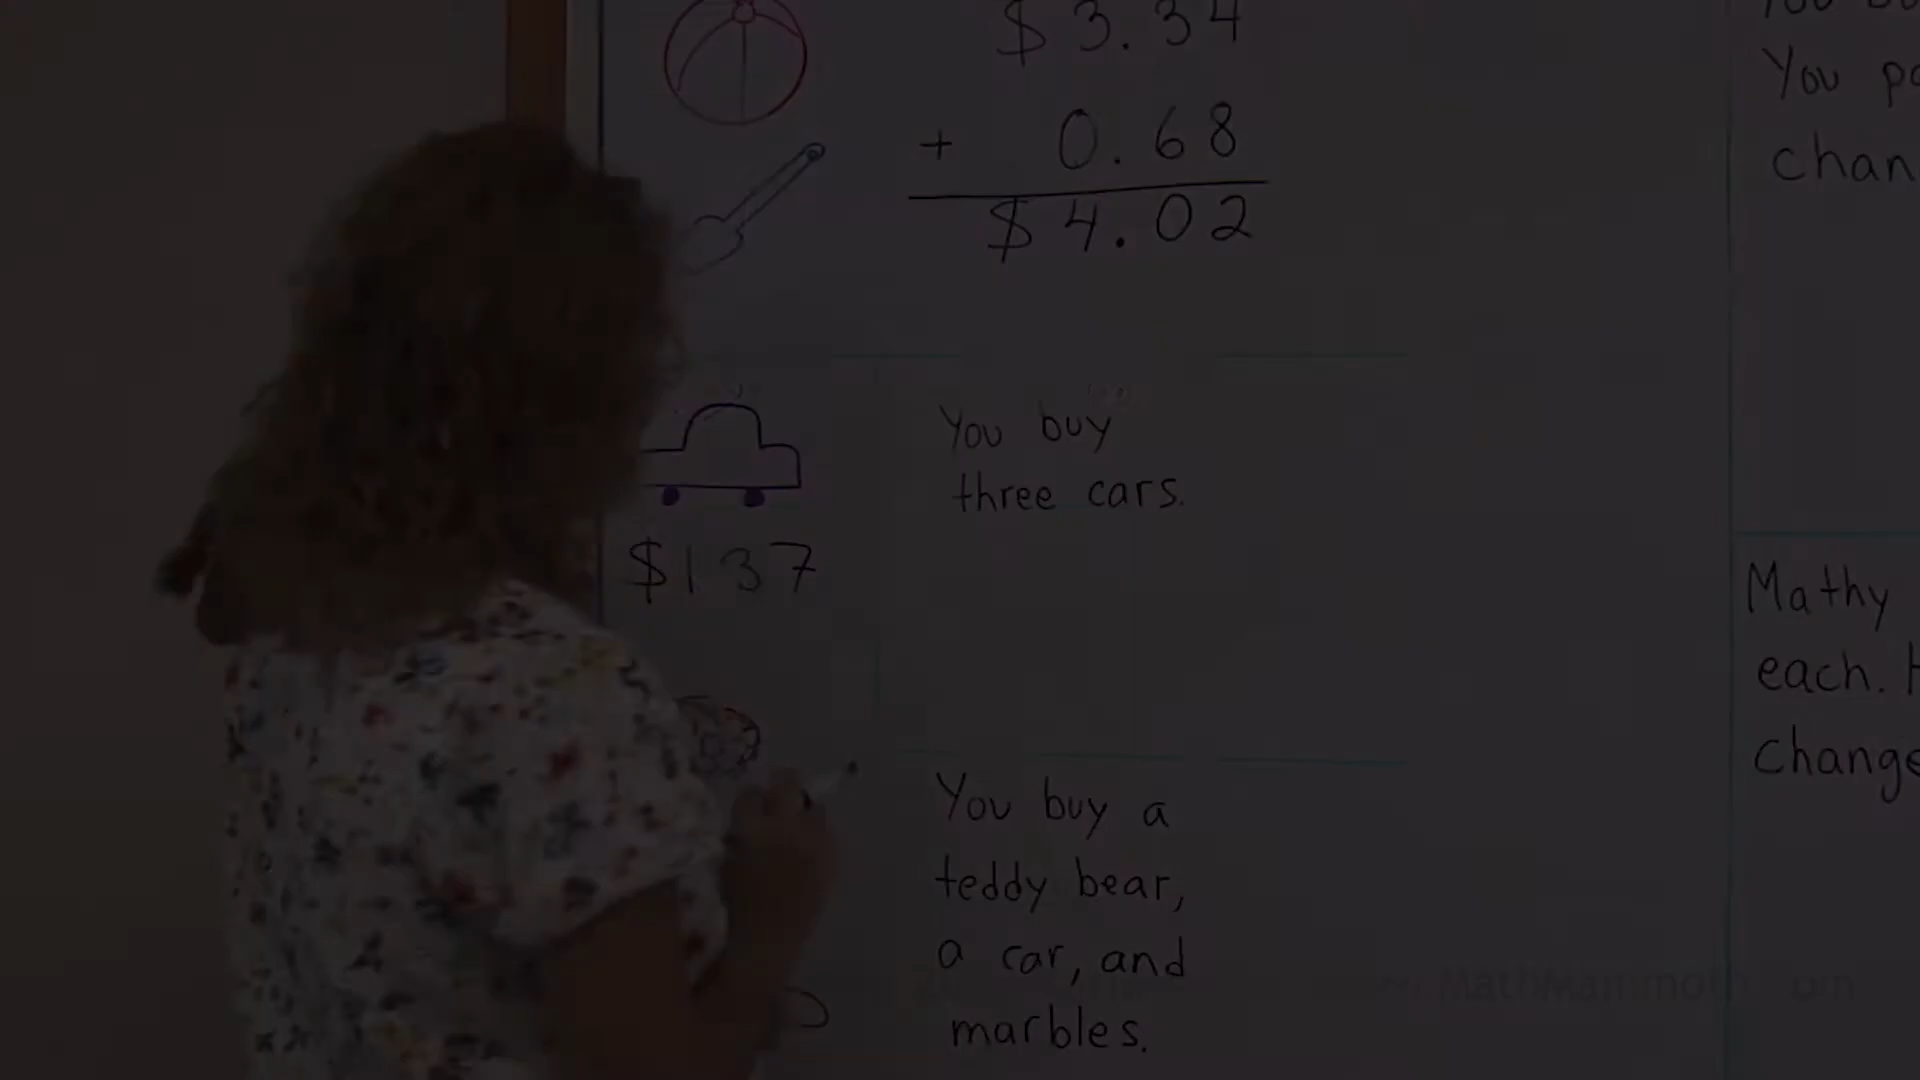 $3.34
+ 0.68
$4.02
You buy
three cars.
$137
You buy a
teddy bear,
a car, and
marbles.
You
chan
Mathy
each.
Change
MathMammoth